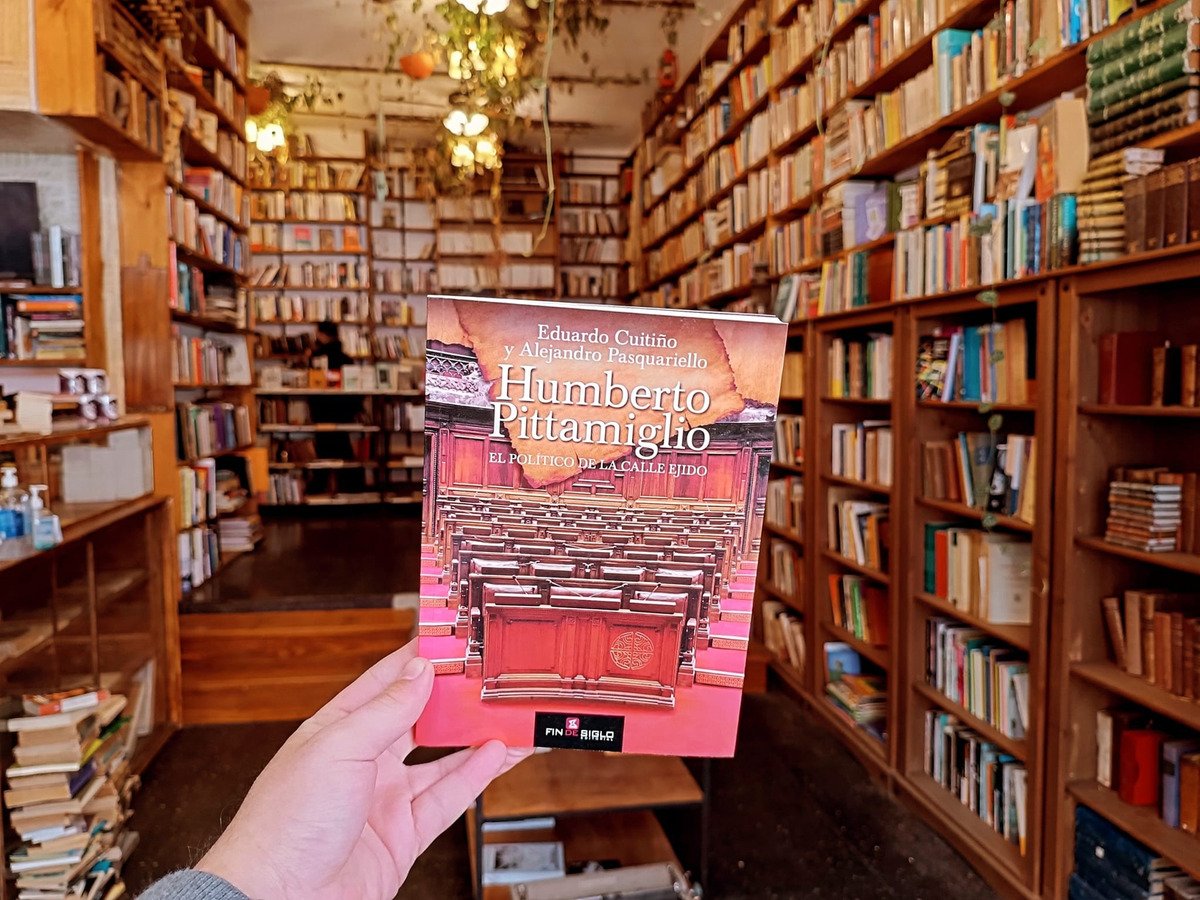 Eduardo Cuitiño
y Alejandro Pasquariello
Humberto
Pittamiglio
EL POLÍTICO DE LA CALLE EJIDO
FIN DE SIGLO